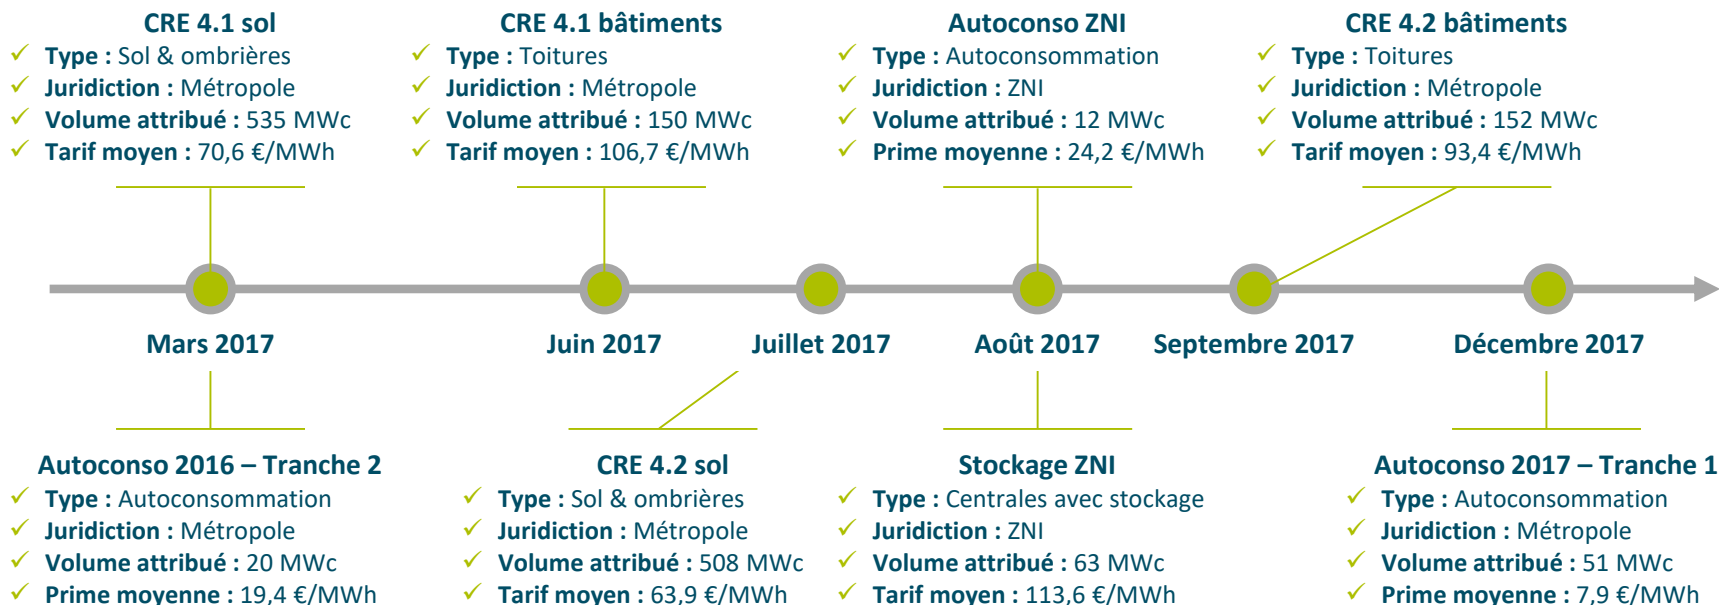 CRE 4.1 sol
✓ Type : Sol & ombrières
✓ Juridiction : Métropole
✓ Volume attribué : 535 MWc
✓ Tarif moyen : 70,6 €/MWh
CRE 4.1 bâtiments
✓ Type : Toitures
✓ Juridiction : Métropole
✓ Volume attribué : 150 MWc
✓ Tarif moyen : 106,7 €/MWh
Autoconso ZNI
✓ Type : Autoconsommation
✓ Juridiction : ZNI
✓ Volume attribué : 12 MWc
✓ Prime moyenne : 24,2 €/MWh
CRE 4.2 bâtiments
✓ Type : Toitures
✓ Juridiction : Métropole
✓ Volume attribué : 152 MWc
✓ Tarif moyen : 93,4 €/MWh
Mars 2017
Juin 2017
Juillet 2017
Août 2017
Septembre 2017
Décembre 2017
Autoconso 2016 – Tranche 2
✓ Type : Autoconsommation
✓ Juridiction : Métropole
✓ Volume attribué : 20 MWc
✓ Prime moyenne : 19,4 €/MWh
CRE 4.2 sol
✓ Type : Sol & ombrières
✓ Juridiction : Métropole
✓ Volume attribué : 508 MWc
✓ Tarif moyen : 63,9 €/MWh
Stockage ZNI
✓ Type : Centrales avec stockage
✓ Juridiction : ZNI
✓ Volume attribué : 63 MWc
✓ Tarif moyen : 113,6 €/MWh
Autoconso 2017 – Tranche 1
✓ Type : Autoconsommation
✓ Juridiction : Métropole
✓ Volume attribué : 51 MWc
✓ Prime moyenne : 7,9 €/MWh